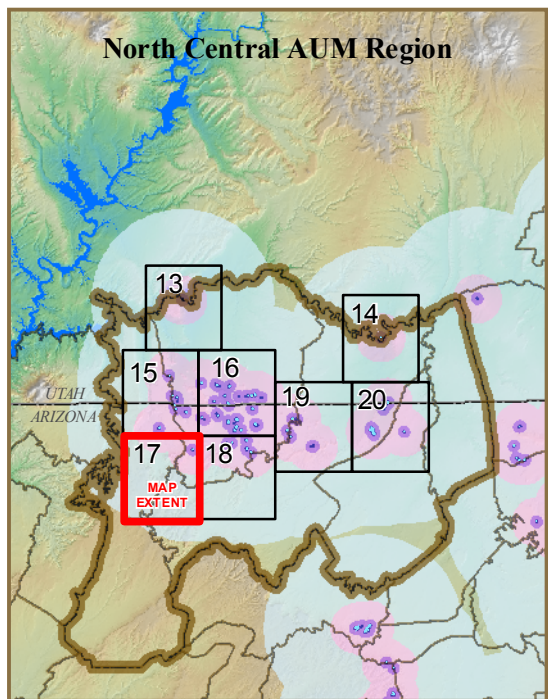 North Central AUM Region
13
14
15
16
UTAH
ARIZONA
19
20
17
18
MAP
EXTENT